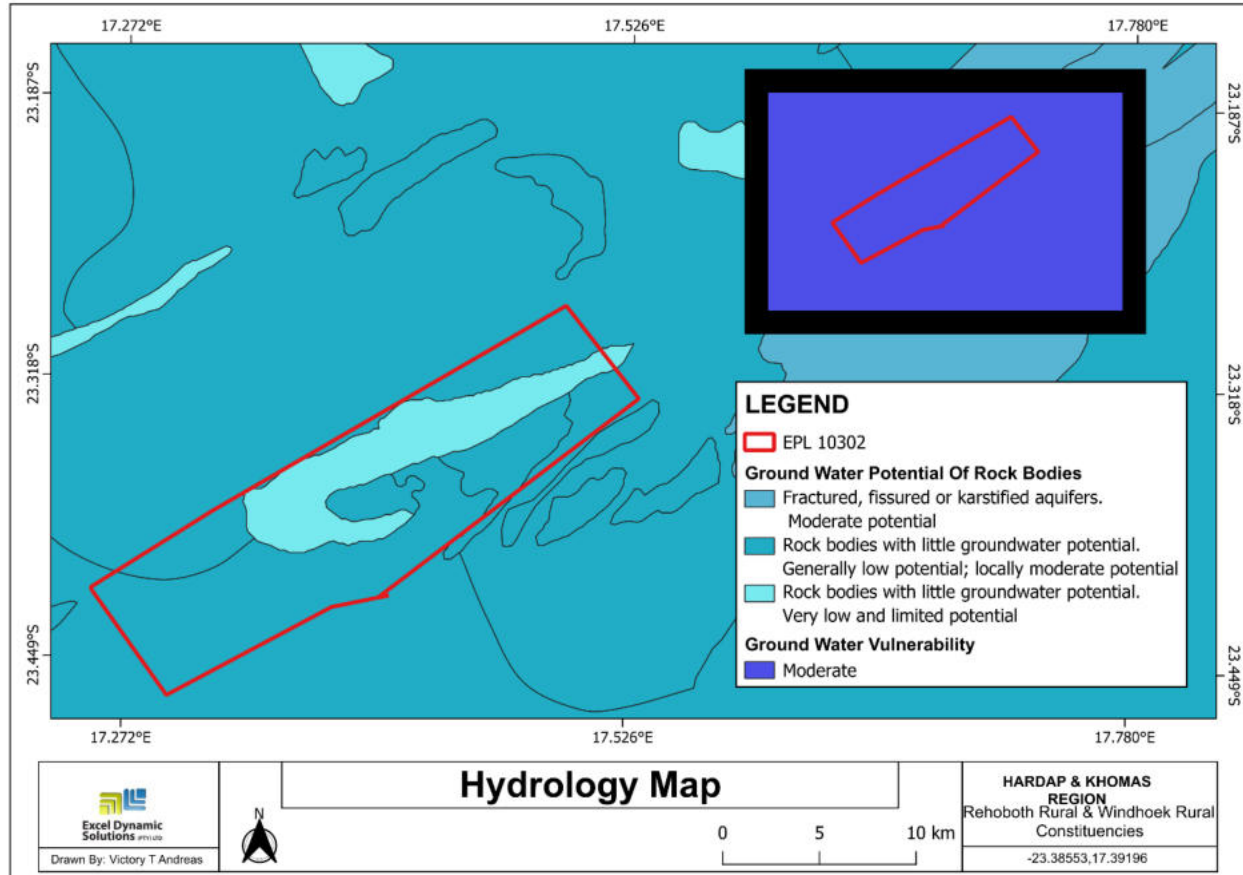 17.272°E
17.526°E
17.780°E
23.187°S
23.187°S
23.318°S
23.318°S
23.449°S
23.449°S
LEGEND
EPL 10302
Ground Water Potential Of Rock Bodies
Fractured, fissured or karstified aquifers.
Moderate potential
Rock bodies with little groundwater potential.
Generally low potential; locally moderate potential
Rock bodies with little groundwater potential.
Very low and limited potential
Ground Water Vulnerability
Moderate
17.272°E
17.526°E
17.780°E
Excel Dynamic
Solutions (PTY) LTD
Drawn By: Victory T Andreas
N
Hydrology Map
0 5 10 km
HARDAP & KHOMAS
REGION
Rehoboth Rural & Windhoek Rural
Constituencies
-23.38553,17.39196